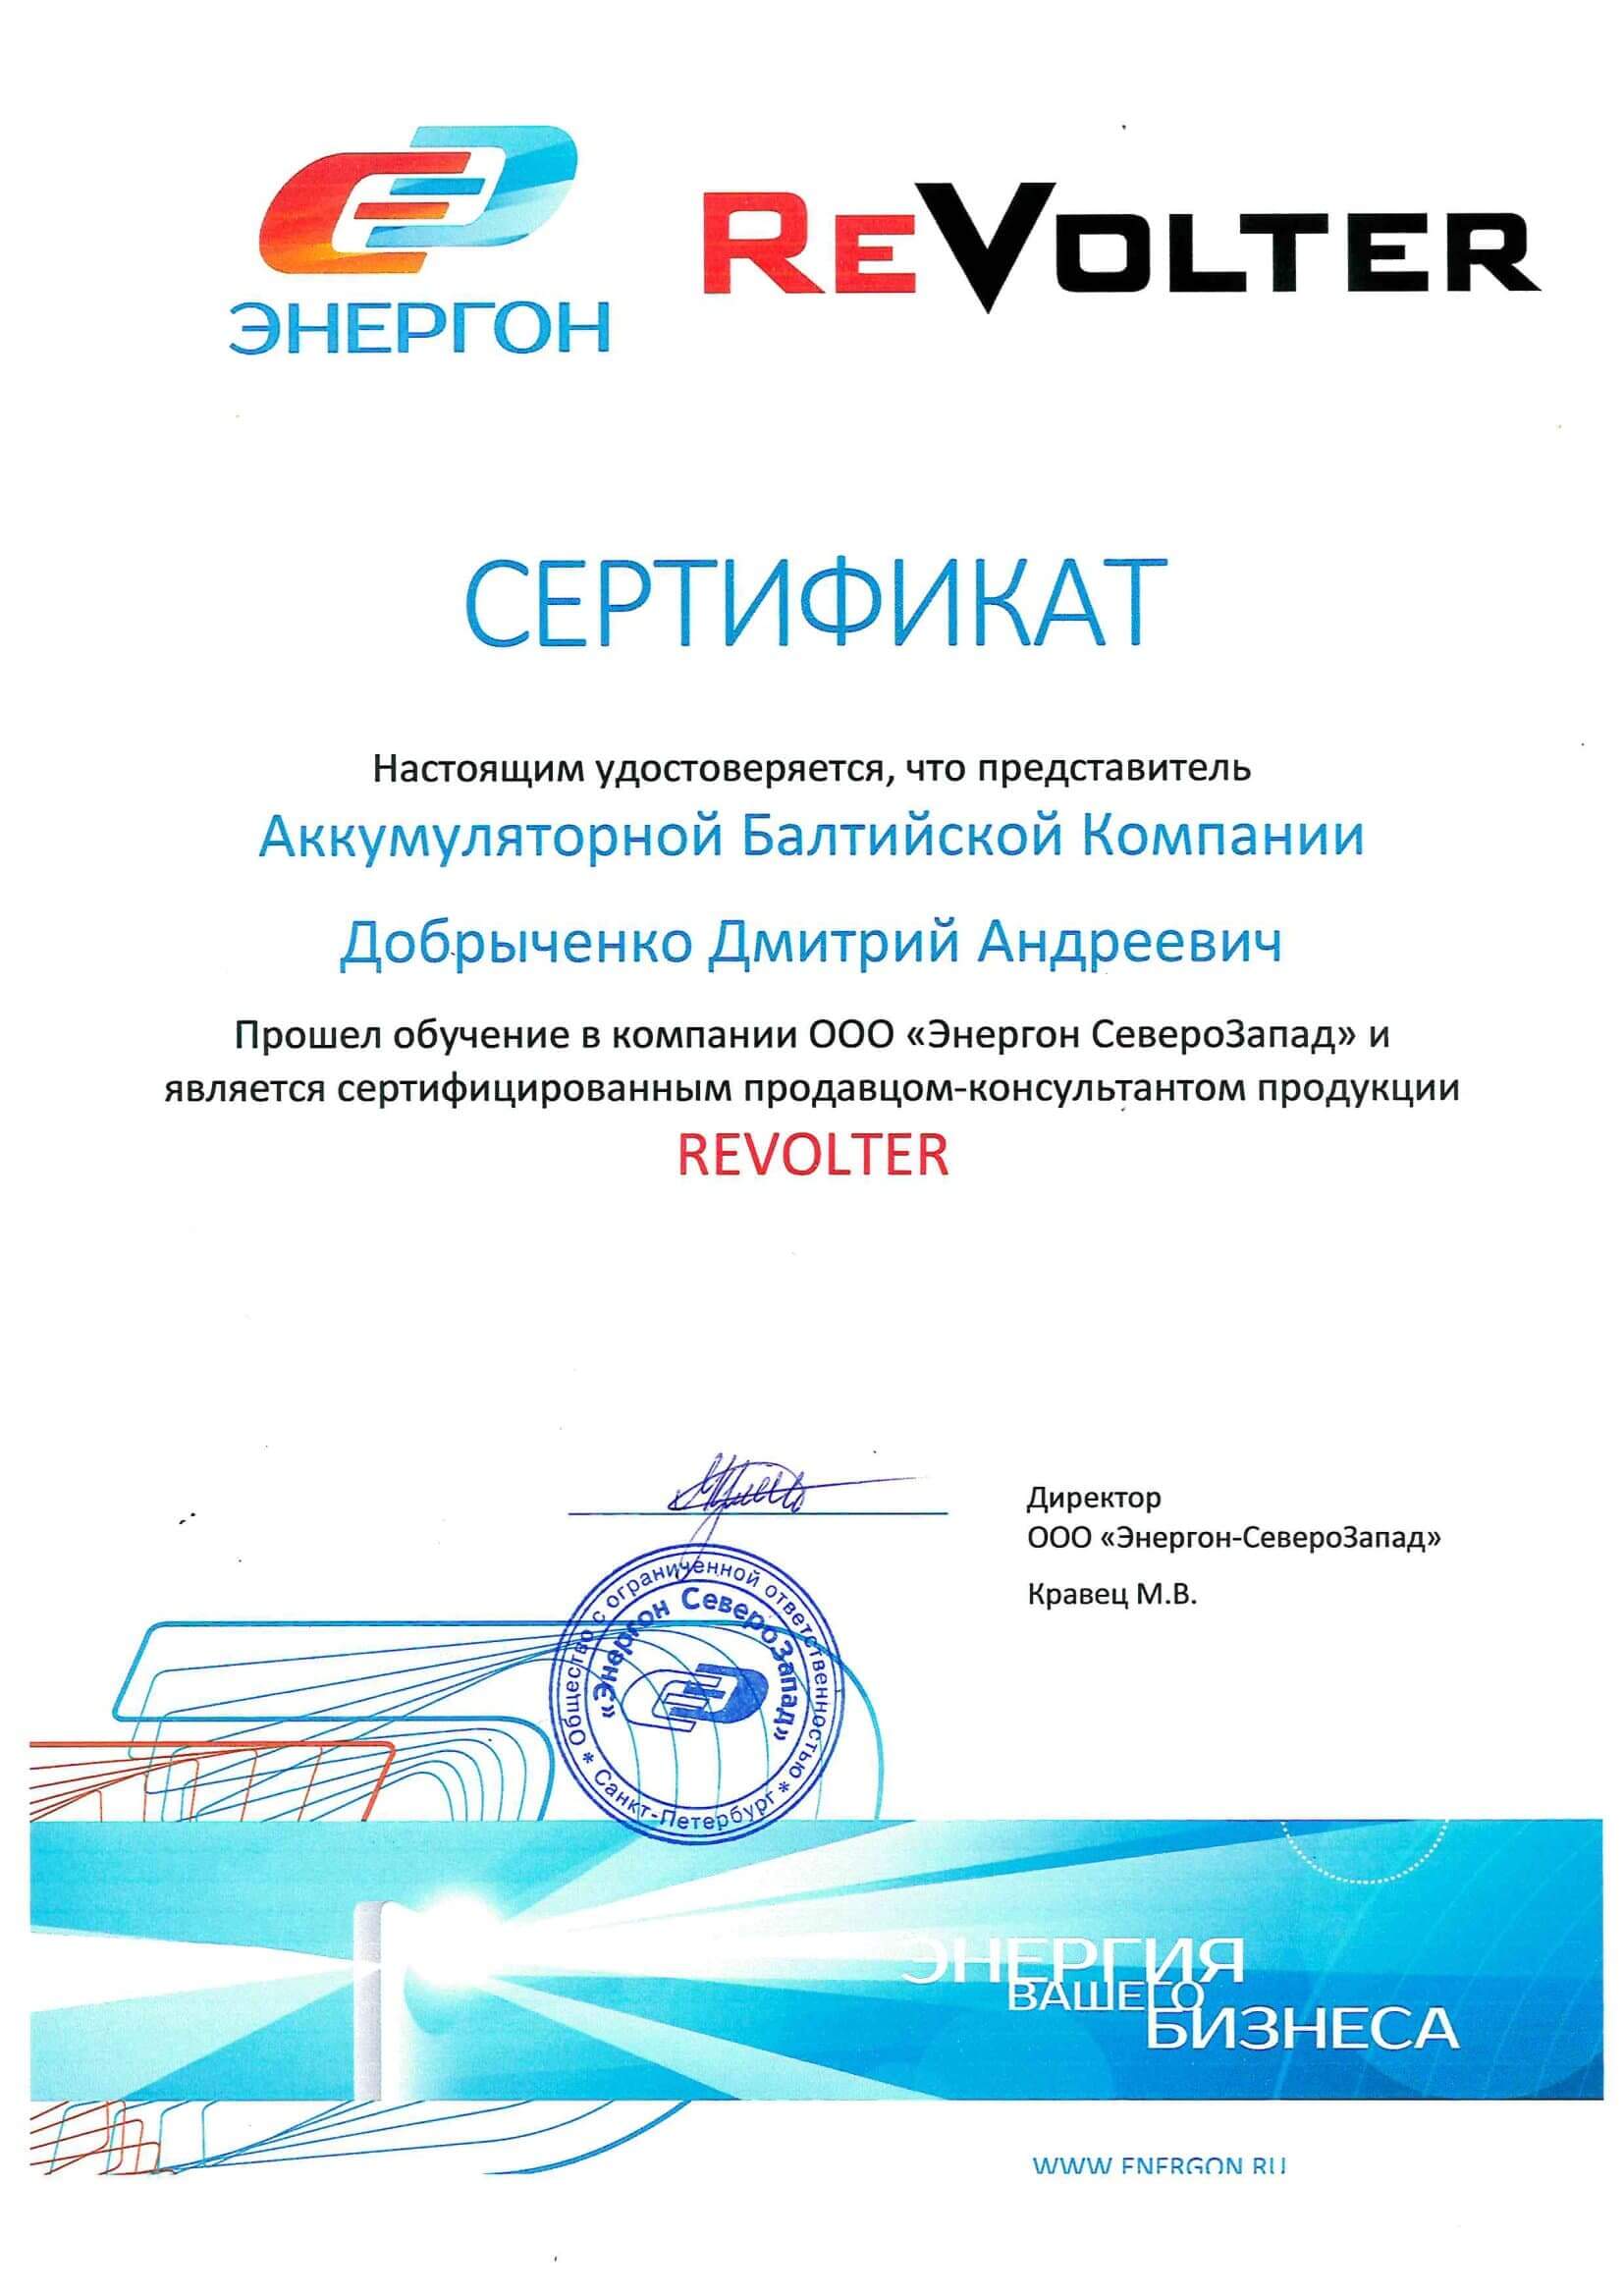 ЭНЕРГОН
REVOLTER
СЕРТИФИКАТ
Настоящим удостоверяется, что представитель
Аккумуляторной Балтийской Компании
Добрыченко Дмитрий Андреевич
Прошел обучение в компании ООО «Энергон СевероЗапад» и
является сертифицированным продавцом-консультантом продукции
REVOLTER
Директор
ООО «Энергон-СевероЗапад»
Кравец М.В.
Общество с ограниченной ответственностью
«Энергон СевероЗапад»
* Санкт-Петербург *
ЭНЕРГИЯ
ВАШЕГО
БИЗНЕСА
WWW.ENERGON.RU